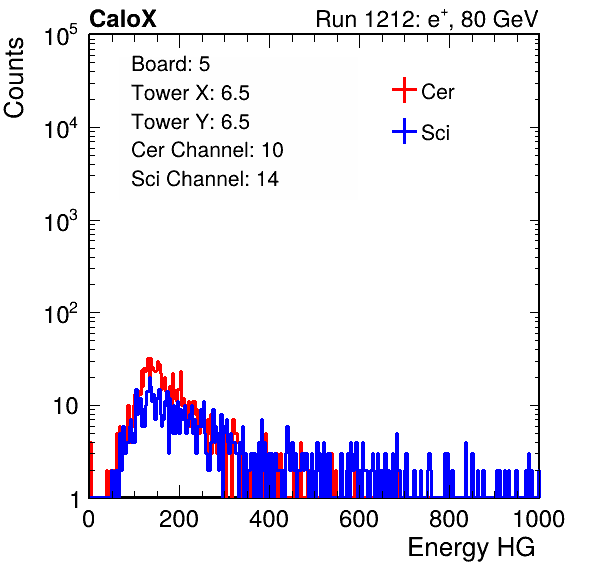 CaloX Run 1212: e⁺, 80 GeV
Counts
10⁵
10⁴
10³
10²
10
1
Board: 5
Tower X: 6.5
Tower Y: 6.5
Cer Channel: 10
Sci Channel: 14
Cer
Sci
0 200 400 600 800 1000
Energy HG